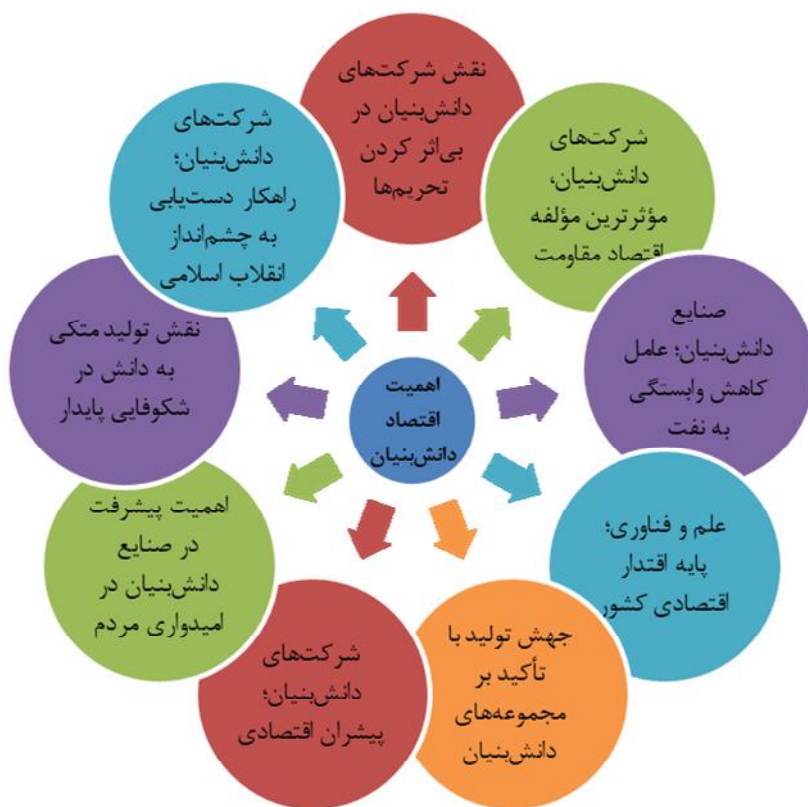 نقش شرکت‌های
دانش‌بنیان در
بی‌اثر کردن
تحریم‌ها
شرکت‌های
دانش‌بنیان،
مؤثرترین مؤلفه
اقتصاد مقاومت
صنایع
دانش‌بنیان؛ عامل
کاهش وابستگی
به نفت
علم و فناوری؛
پایه اقتدار
اقتصادی کشور
جهش تولید با
تأکید بر
مجموعه‌های
دانش‌بنیان
شرکت‌های
دانش‌بنیان؛
پیشران اقتصادی
اهمیت پیشرفت
در صنایع
دانش‌بنیان در
امیدواری مردم
نقش تولید متکی
به دانش در
شکوفایی پایدار
شرکت‌های
دانش‌بنیان؛
راهکار دست‌یابی
به چشم‌انداز
انقلاب اسلامی
اهمیت
اقتصاد
دانش‌بنیان